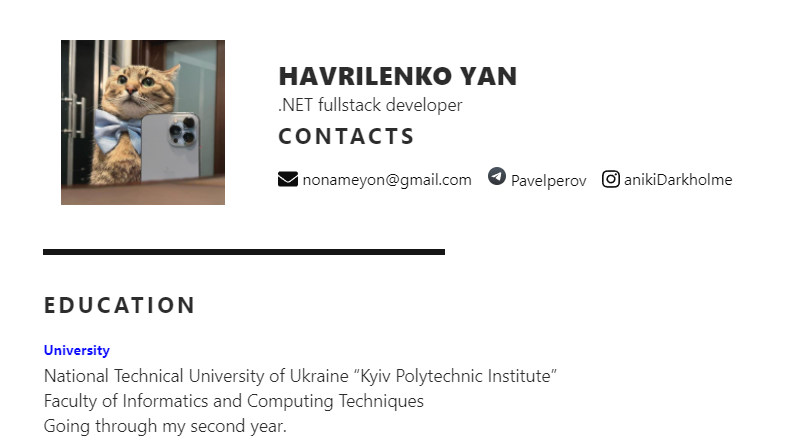 HAVRILENKO YAN
.NET fullstack developer
CONTACTS
nonameyon@gmail.com Pavelperov anikiDarkholme
EDUCATION
University
National Technical University of Ukraine “Kyiv Polytechnic Institute”
Faculty of Informatics and Computing Techniques
Going through my second year.